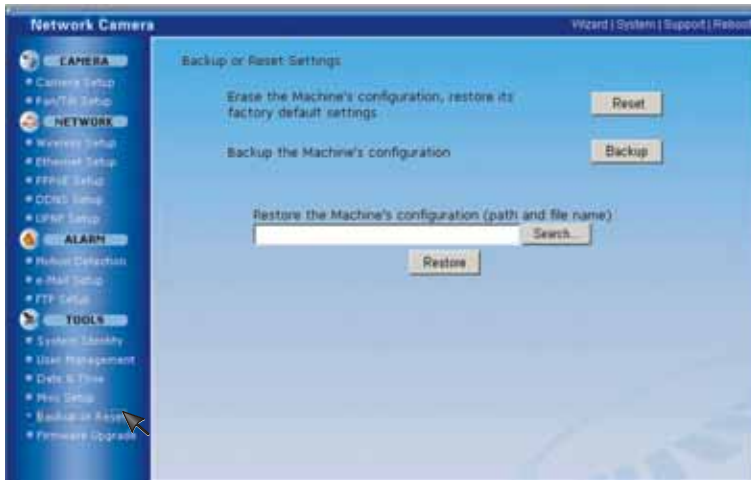 Network Camera
Wizard | System | Support | Reboot
CAMERA
Camera Setup
Pan/Tilt Setup
NETWORK
Wireless Setup
Ethernet Setup
PPPoE Setup
DDNS Setup
UPNP Setup
ALARM
Motion Detection
e-Mail Setup
FTP Setup
TOOLS
System Identity
User Management
Date & Time
Misc Setup
Backup or Reset
Firmware Upgrade
Backup or Reset Settings
Erase the Machine's configuration, restore its
factory default settings
Reset
Backup the Machine's configuration
Backup
Restore the Machine's configuration (path and file name)
Search...
Restore